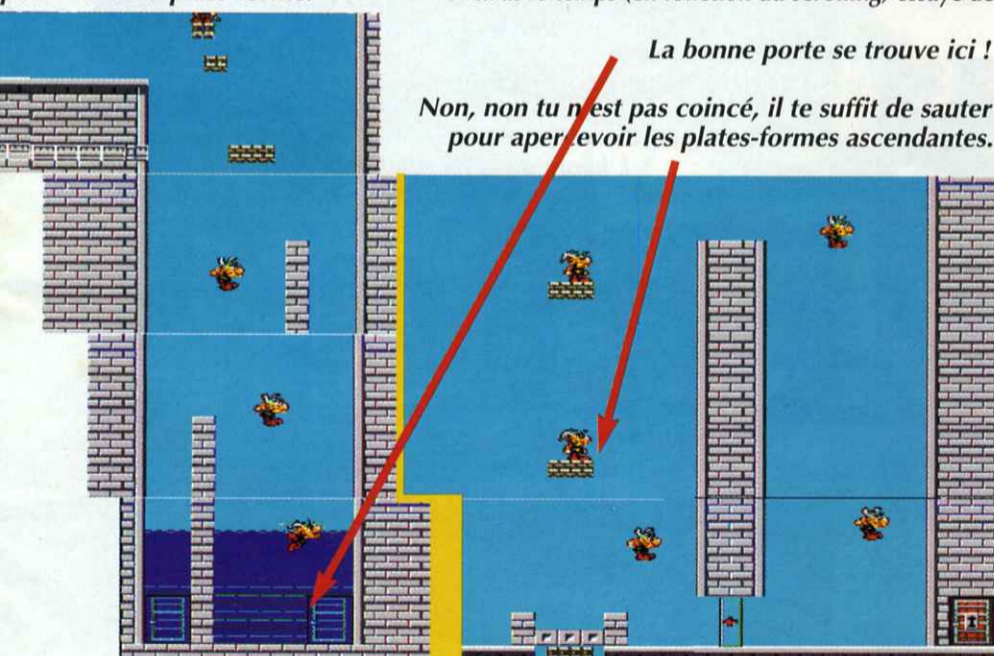 La bonne porte se trouve ici !
Non, non tu n'est pas coincé, il te suffit de sauter
pour apercevoir les plates-formes ascendantes.